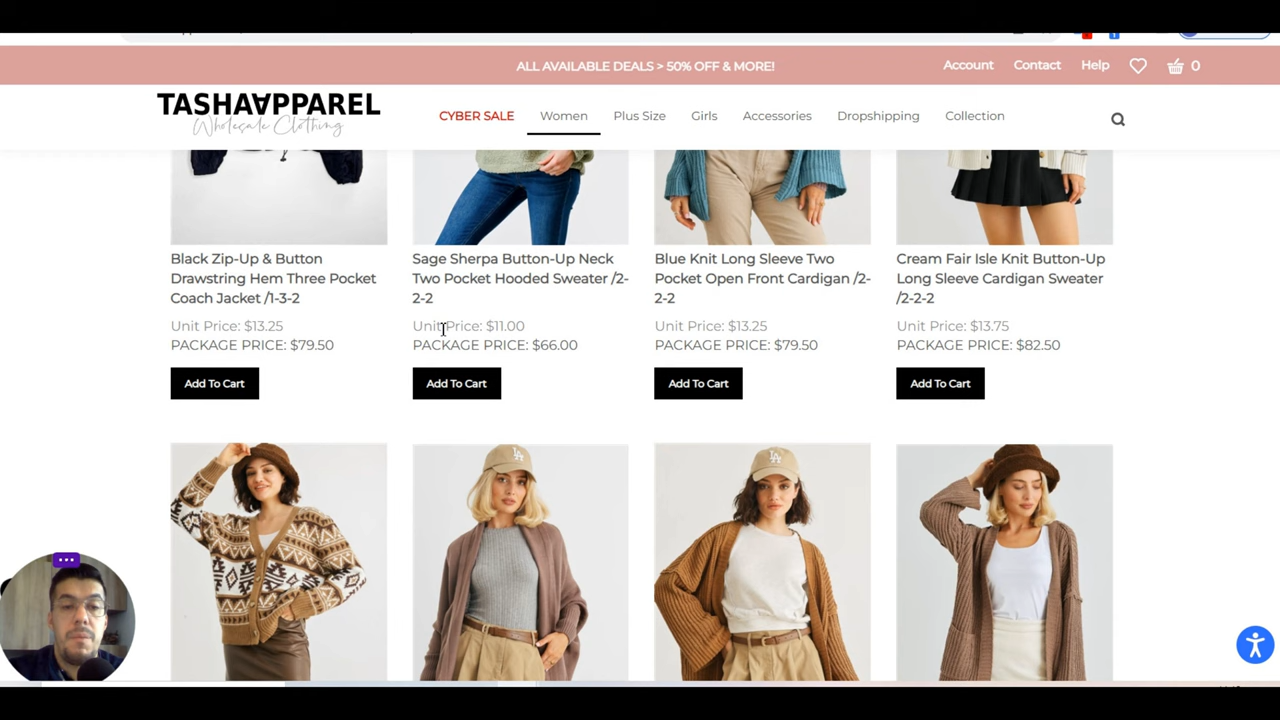 ALL AVAILABLE DEALS > 50% OFF & MORE!
Account
Contact
Help
0
TASHA∀PPAREL
Wholesale Clothing
CYBER SALE
Women
Plus Size
Girls
Accessories
Dropshipping
Collection
Black Zip-Up & Button
Drawstring Hem Three Pocket
Coach Jacket /1-3-2
Unit Price: $13.25
PACKAGE PRICE: $79.50
Add To Cart
Sage Sherpa Button-Up Neck
Two Pocket Hooded Sweater /2-
2-2
Unit Price: $11.00
PACKAGE PRICE: $66.00
Add To Cart
Blue Knit Long Sleeve Two
Pocket Open Front Cardigan /2-
2-2
Unit Price: $13.25
PACKAGE PRICE: $79.50
Add To Cart
Cream Fair Isle Knit Button-Up
Long Sleeve Cardigan Sweater
/2-2-2
Unit Price: $13.75
PACKAGE PRICE: $82.50
Add To Cart
LA
LA